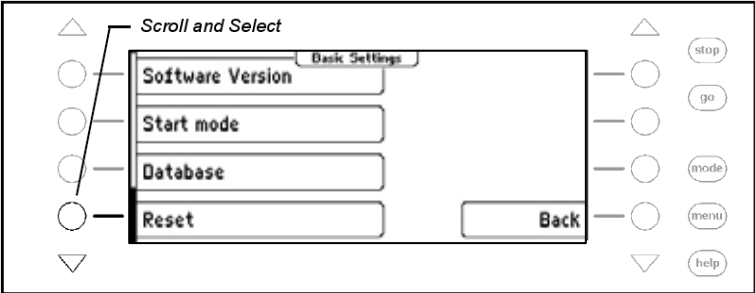 Scroll and Select
Basic Settings
Software Version
Start mode
Database
Reset
Back
stop
go
mode
menu
help